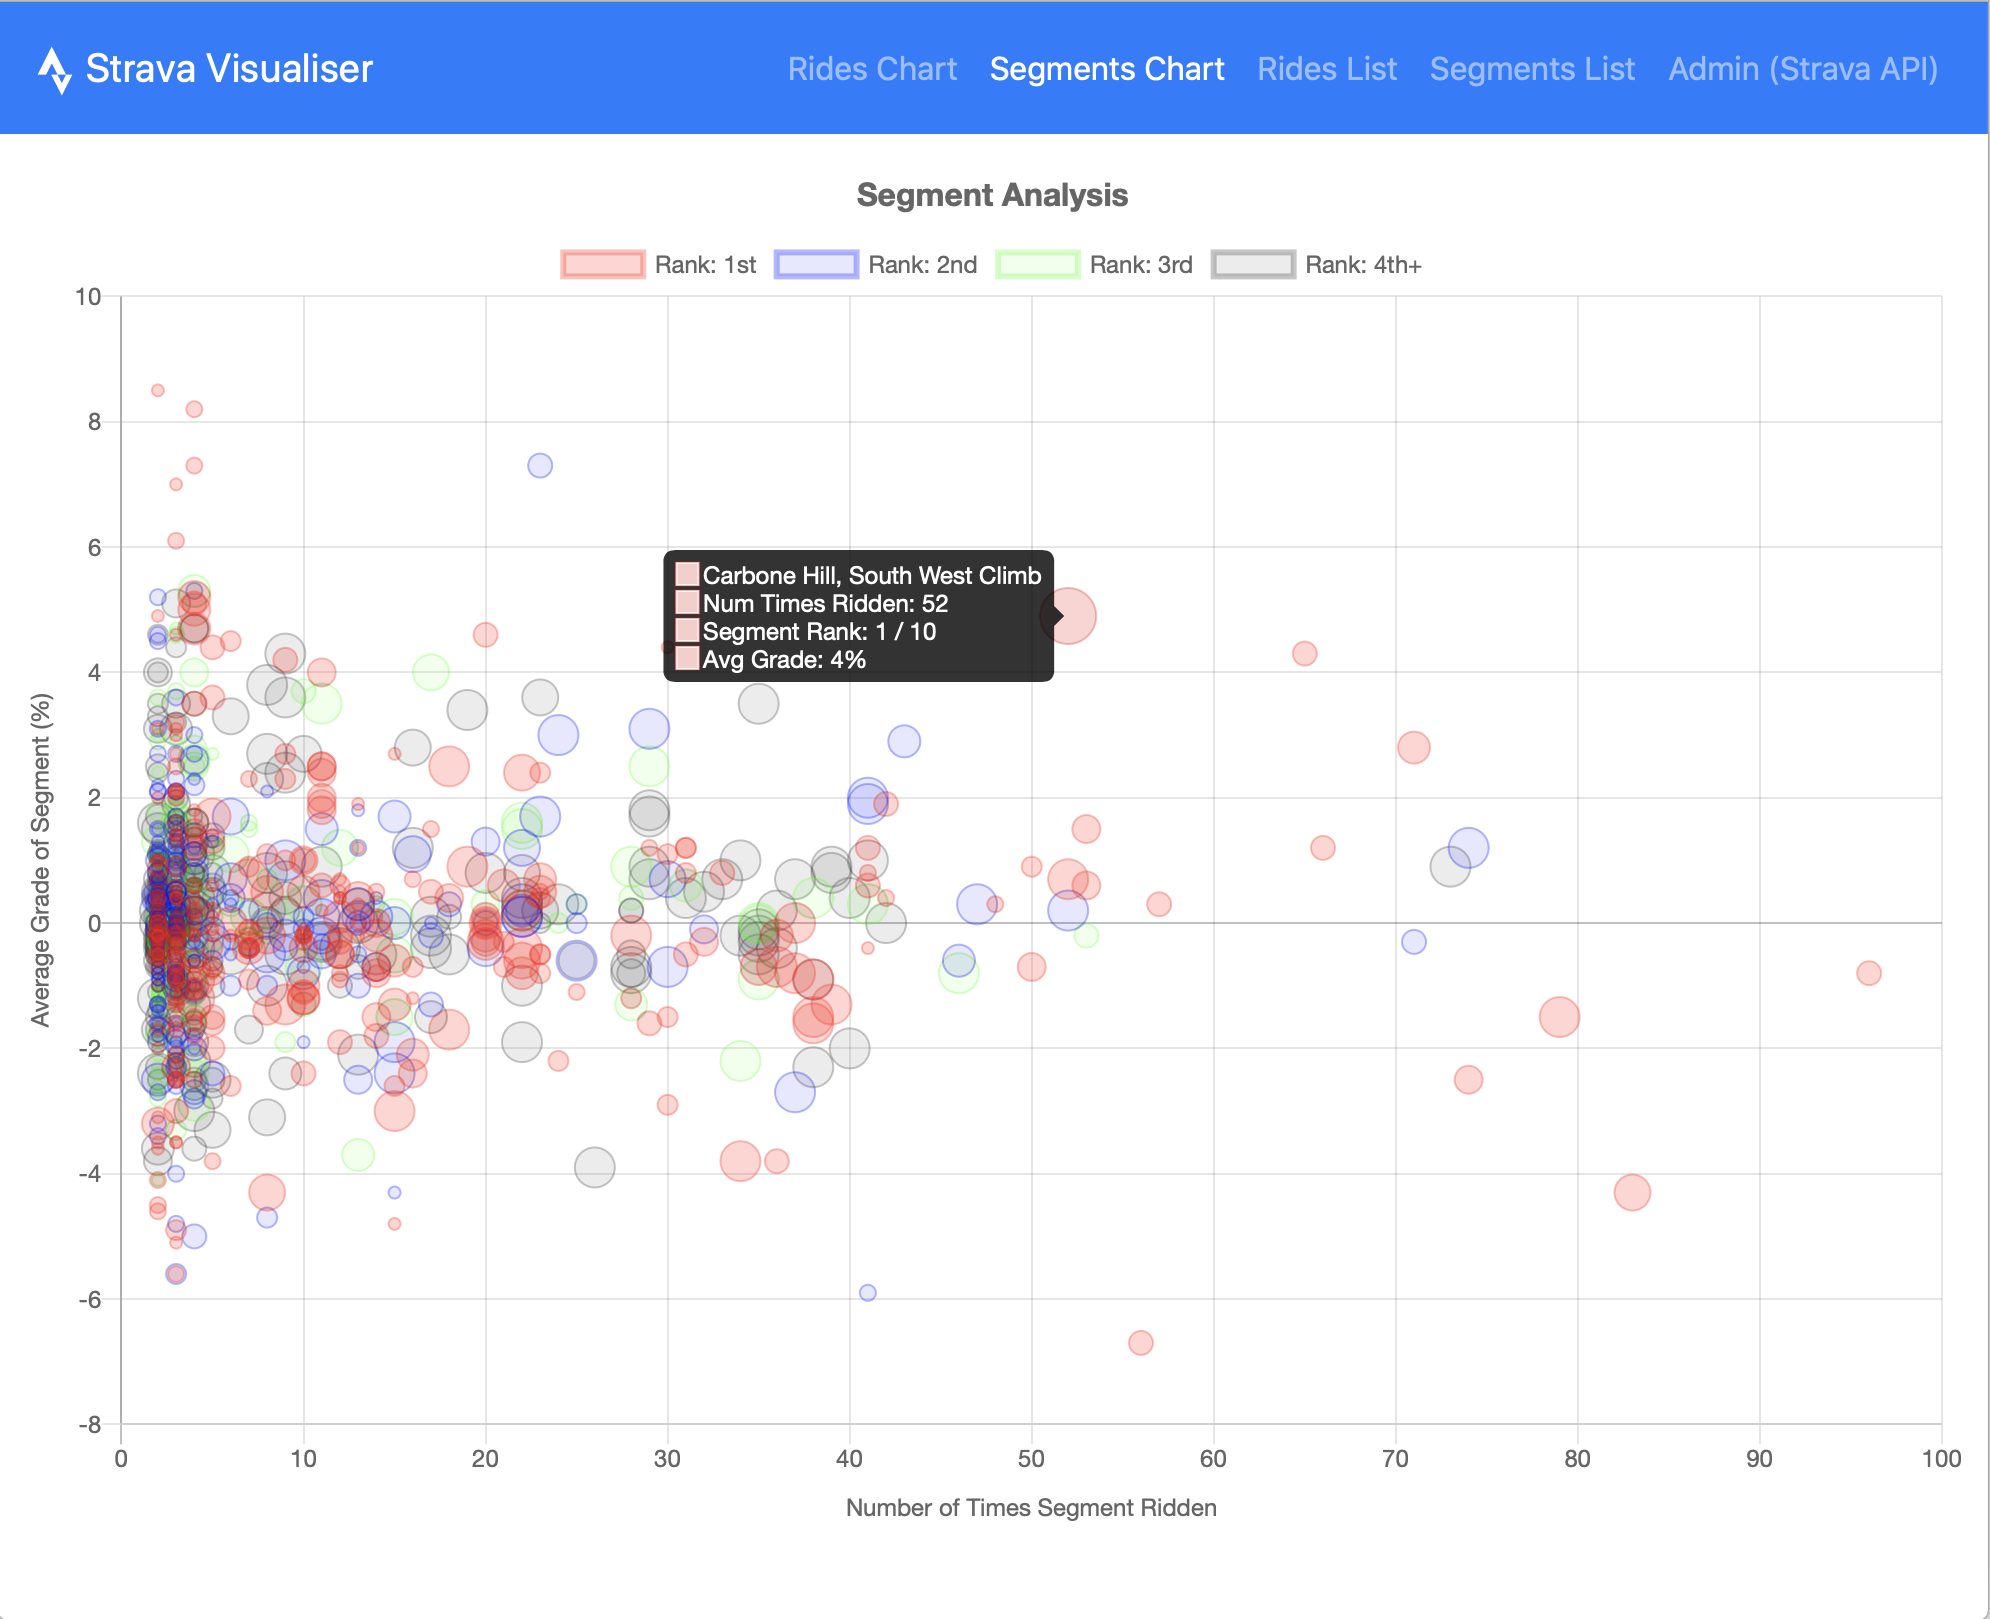 Strava Visualiser
Rides Chart Segments Chart Rides List Segments List Admin (Strava API)
Segment Analysis
Rank: 1st Rank: 2nd Rank: 3rd Rank: 4th+
10
8
6
4
2
0
-2
-4
-6
-8
Average Grade of Segment (%)
Carbone Hill, South West Climb
Num Times Ridden: 52
Segment Rank: 1 / 10
Avg Grade: 4%
0 10 20 30 40 50 60 70 80 90 100
Number of Times Segment Ridden